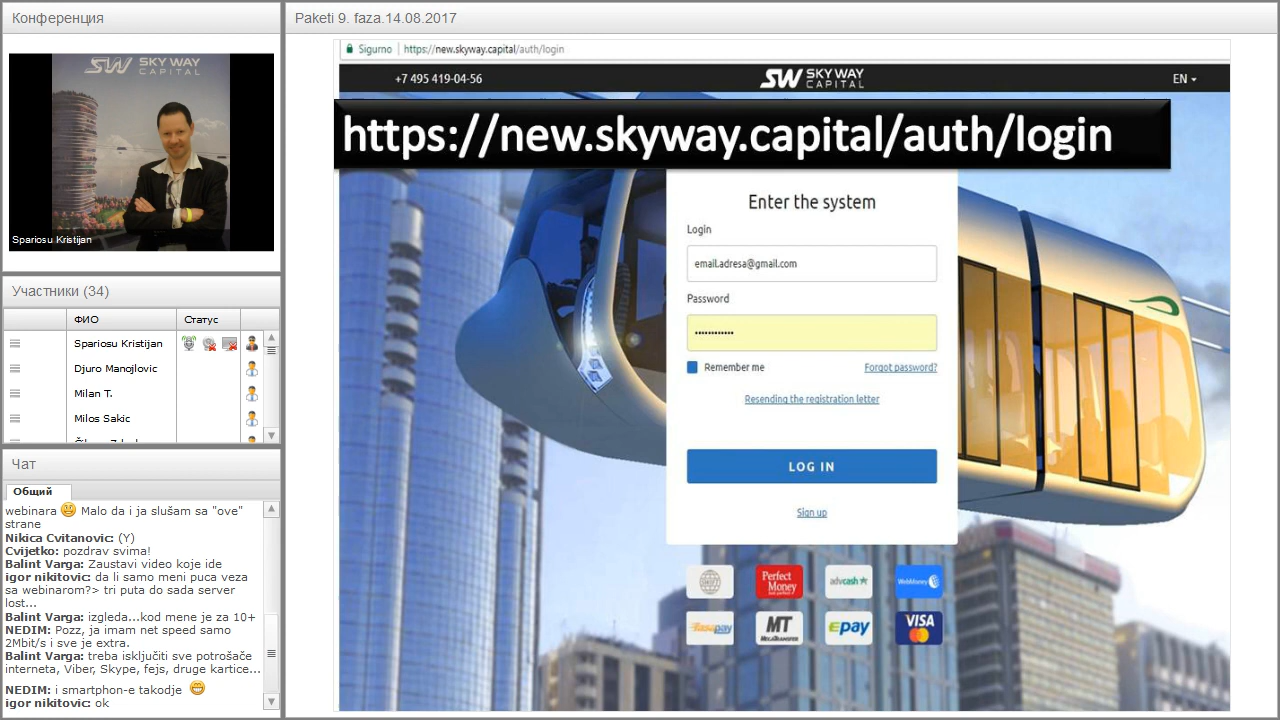 Конференция
SW SKY WAY
CAPITAL
Spariosu Kristijan
Участники (34)
ФИО Статус
Spariosu Kristijan
Djuro Manojlovic
Milan T.
Milos Sakic
Чат
Общий
webinara Malo da i ja slušam sa "ove"
strane
Nikica Cvitanovic: (Y)
Cvijetko: pozdrav svima!
Balint Varga: Zaustavi video koje ide
igor nikitovic: da li samo meni puca veza
sa webinarom- tri puta do sada server
lost...
Balint Varga: izgleda...kod mene je za 10+
NEDIM: Pozz, ja imam net speed samo
2Mbit/s i sve je extra.
Balint Varga: treba isključiti sve potrošače
interneta, Viber, Skype, fejs, druge kartice...
NEDIM: i smartphon-e takodje
igor nikitovic: ok
Paketi 9. faza.14.08.2017
Sigurno https://new.skyway.capital/auth/login
+7 495 419-04-56 SW SKY WAY CAPITAL EN
https://new.skyway.capital/auth/login
Enter the system
Login
email.adresa@gmail.com
Password
Remember me Forgot password?
Resending the registration letter
LOG IN
Sign up
Perfect Money advcash WebMoney
easypay MT MEGATRANSFER epay VISA